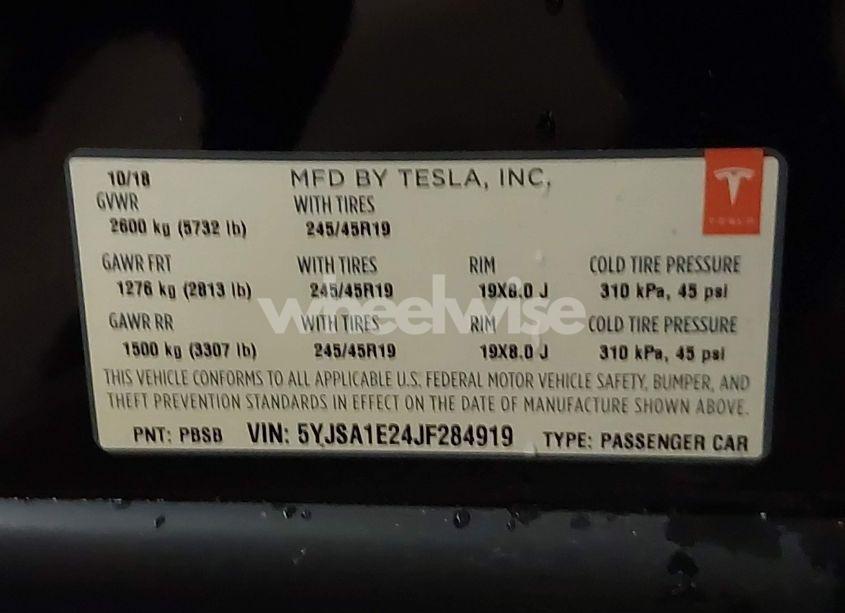 10/18 MFD BY TESLA, INC.
GVWR WITH TIRES
2600 kg (5732 lb) 245/45R19
TESLA
GAWR FRT WITH TIRES RIM COLD TIRE PRESSURE
1276 kg (2813 lb) 245/45R19 19X8.0 J 310 kPa, 45 psi
wheelwise
GAWR RR WITH TIRES RIM COLD TIRE PRESSURE
1500 kg (3307 lb) 245/45R19 19X8.0 J 310 kPa, 45 psi
THIS VEHICLE CONFORMS TO ALL APPLICABLE U.S. FEDERAL MOTOR VEHICLE SAFETY, BUMPER, AND
THEFT PREVENTION STANDARDS IN EFFECT ON THE DATE OF MANUFACTURE SHOWN ABOVE.
PNT: PBSB VIN: 5YJSA1E24JF284919 TYPE: PASSENGER CAR